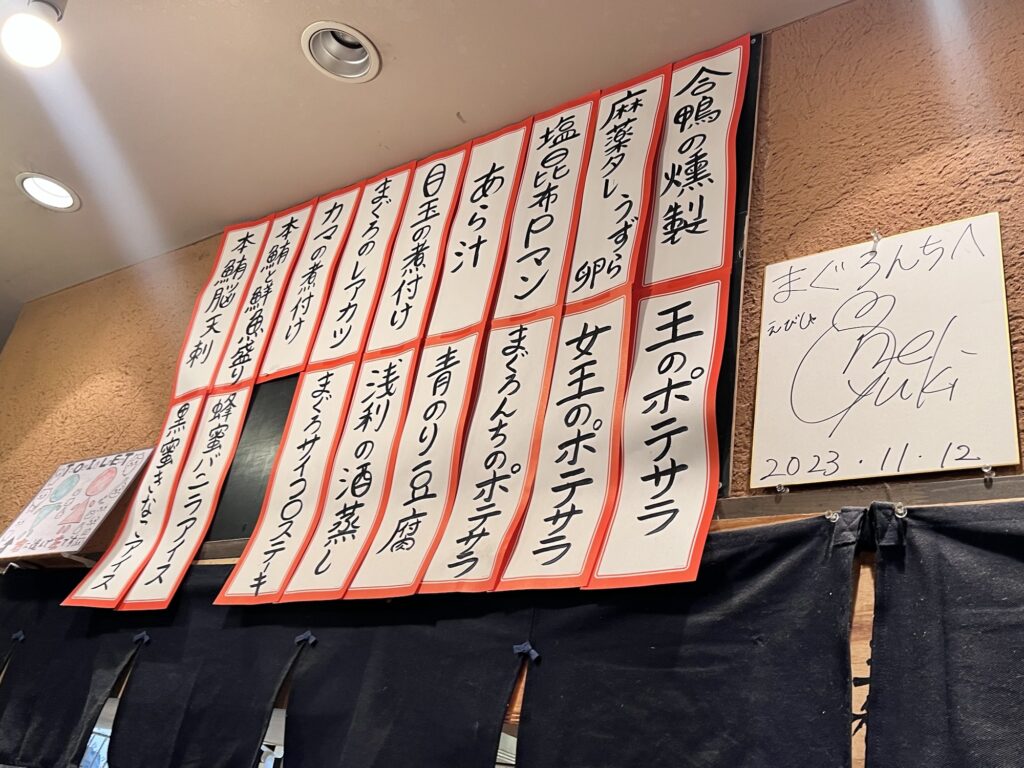 合鴨の燻製
麻薬タレうずら卵
塩昆布Pマン
あら汁
目玉の煮付け
まぐろのレアカツ
カマの煮付け
本鮪と鮮魚盛り
本鮪脳天刺
王のポテサラ
女王のポテサラ
まぐろんちのポテサラ
青のり豆腐
浅利の酒蒸し
まぐろサイコロステーキ
蜂蜜バニラアイス
黒蜜きなこアイス
まぐろんちへ
えびしょ
2023.11.12
TOILET